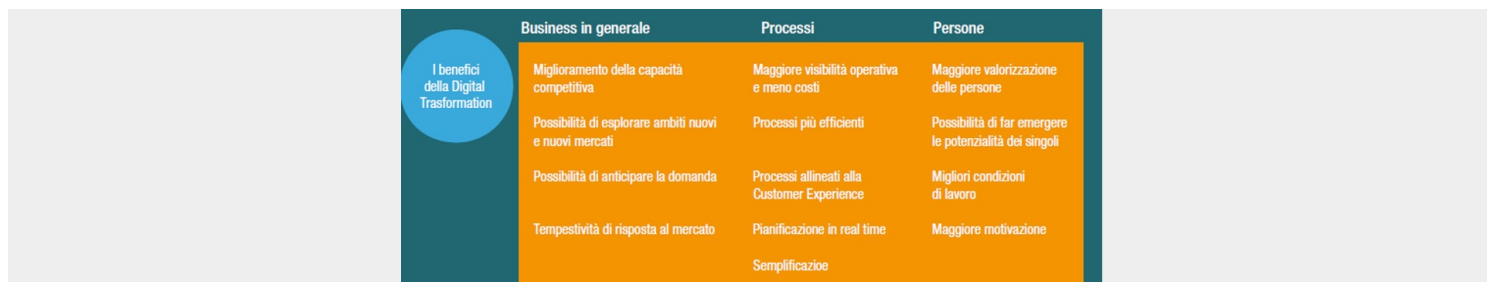 Business in generale
Processi
Persone
I benefici
della Digital
Trasformation
Miglioramento della capacità
competitiva
Maggiore visibilità operativa
e meno costi
Maggiore valorizzazione
delle persone
Possibilità di esplorare ambiti nuovi
e nuovi mercati
Processi più efficienti
Possibilità di far emergere
le potenzialità dei singoli
Possibilità di anticipare la domanda
Processi allineati alla
Customer Experience
Migliori condizioni
di lavoro
Tempestività di risposta al mercato
Pianificazione in real time
Maggiore motivazione
Semplificazioe